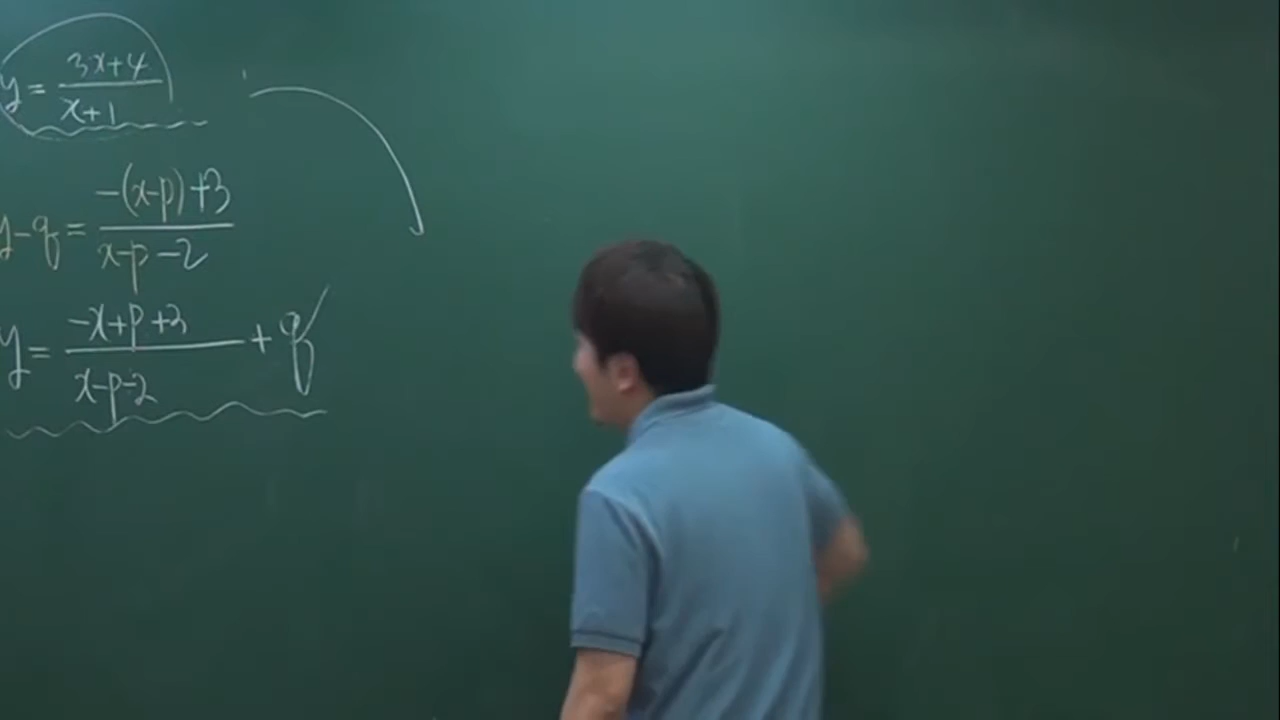 y = (3x+4)/(x+1)
y-q = (-(x-p)+3)/(x-p-2)
y = (-x+p+3)/(x-p-2) + q